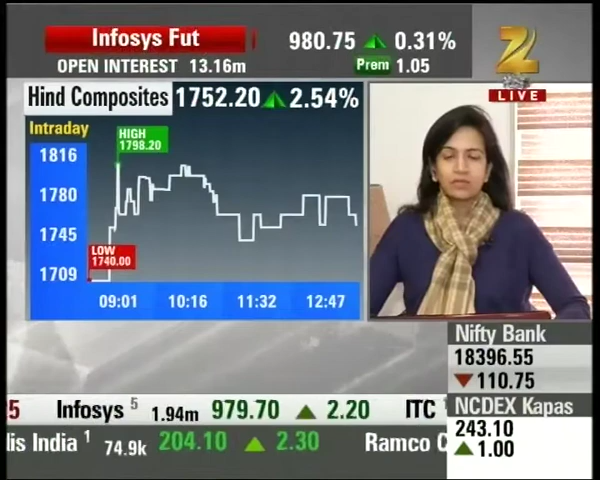 Infosys Fut
980.75 0.31%
OPEN INTEREST 13.16m
Prem 1.05
Z
LIVE
Hind Composites 1752.20 2.54%
Intraday
HIGH
1798.20
1816
1780
1745
1709
LOW
1740.00
09:01 10:16 11:32 12:47
Nifty Bank
18396.55
110.75
5 Infosys 5 1.94m 979.70 2.20 ITC
NCDEX Kapas
243.10
1.00
lis India 1 74.9k 204.10 2.30 Ramco C